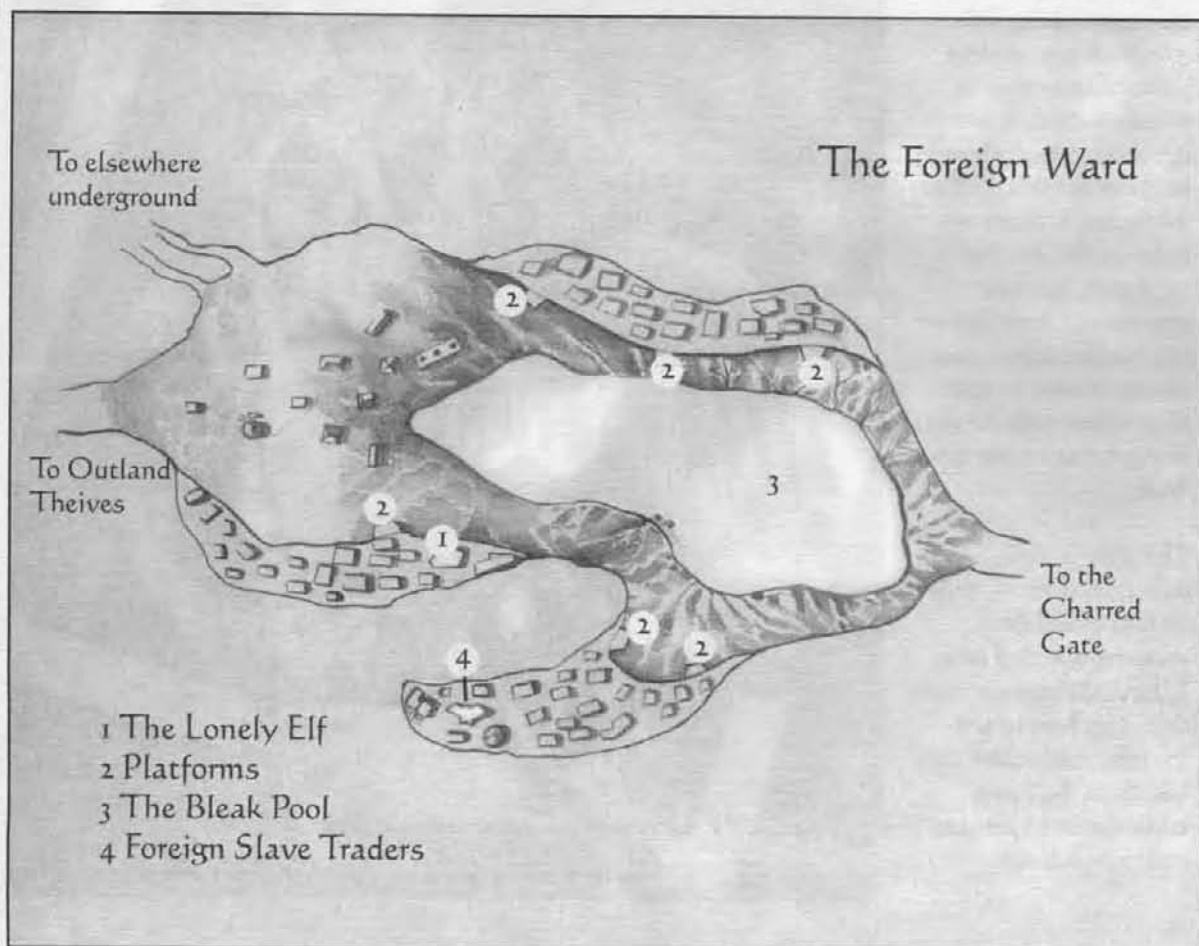 The Foreign Ward
To elsewhere
underground
2
2
2
3
To Outland
Theives
2
1
To the
Charred
Gate
2
2
4
1 The Lonely Elf
2 Platforms
3 The Bleak Pool
4 Foreign Slave Traders